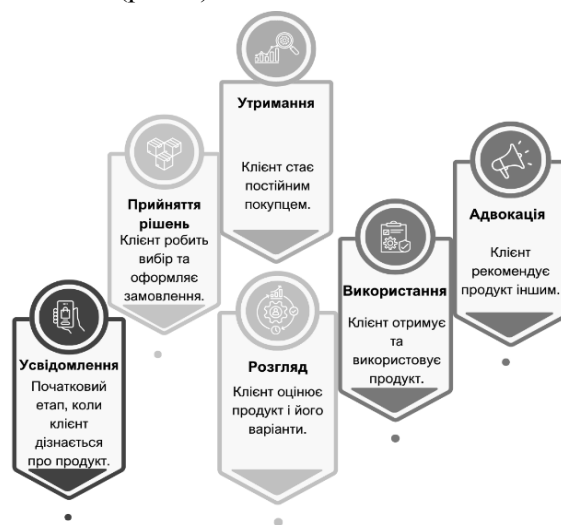 Утримання
Клієнт стає
постійним
покупцем.
Прийняття
рішень
Клієнт робить
вибір та
оформляє
замовлення.
Адвокація
Клієнт
рекомендує
продукт іншим.
Використання
Клієнт отримує
та
використовує
продукт.
Усвідомлення
Початковий
етап, коли
клієнт
дізнається
про продукт.
Розгляд
Клієнт оцінює
продукт і його
варіанти.